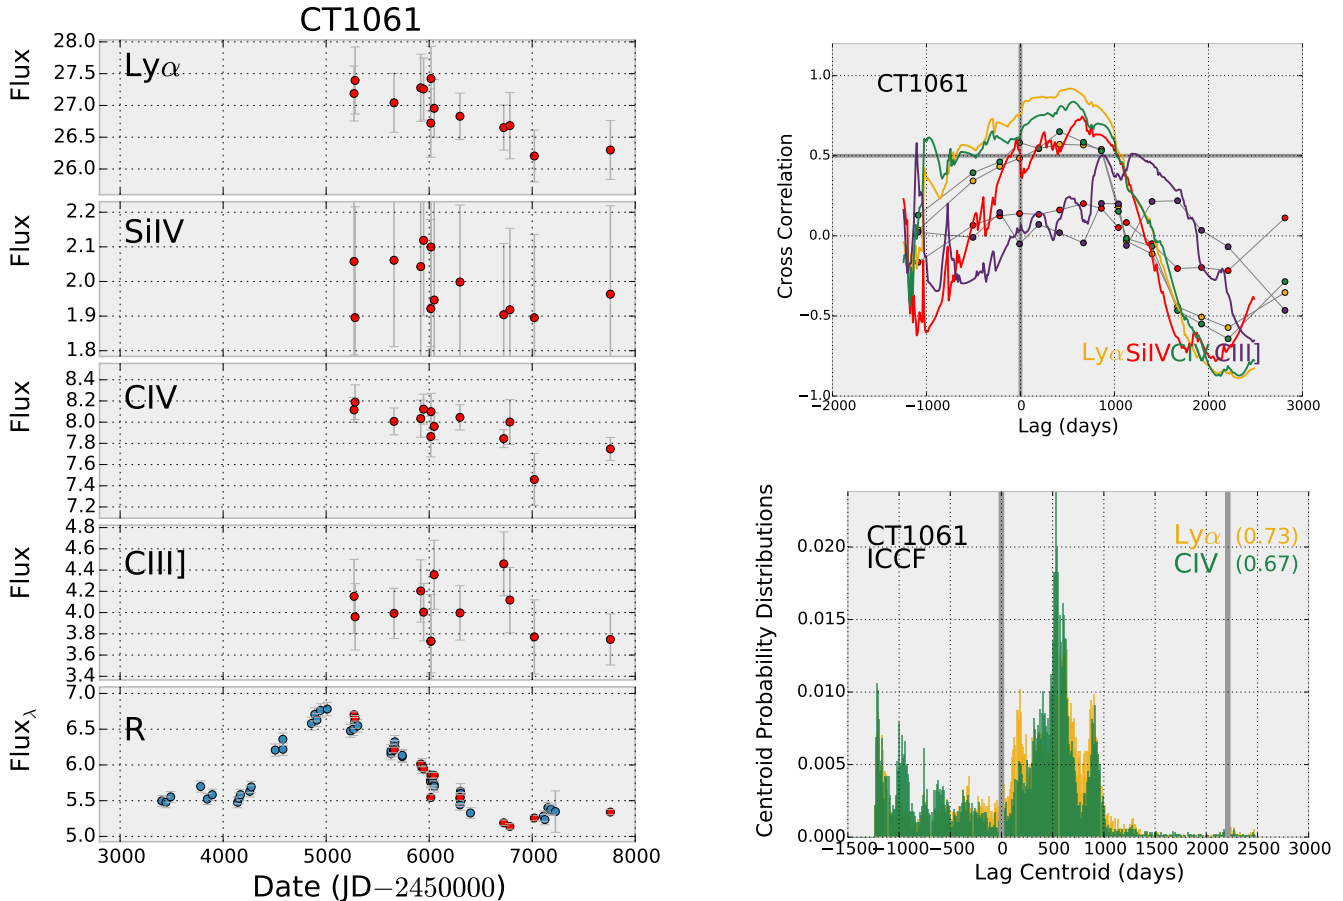 CT1061
Flux
Lyα
28.0
27.5
27.0
26.5
26.0
Flux
SiIV
2.2
2.1
2.0
1.9
1.8
Flux
CIV
8.4
8.2
8.0
7.8
7.6
7.4
7.2
Flux
CIII]
4.8
4.6
4.4
4.2
4.0
3.8
3.6
3.4
Fluxλ
R
7.0
6.5
6.0
5.5
5.0
3000 4000 5000 6000 7000 8000
Date (JD−2450000)
CT1061
Cross Correlation
1.0
0.5
0.0
−0.5
−1.0
LyαSiIVCIV CIII]
−2000 −1000 0 1000 2000 3000
Lag (days)
Centroid Probability Distributions
CT1061
ICCF
Lyα (0.73)
CIV (0.67)
0.020
0.015
0.010
0.005
0.000
−1500 −1000 −500 0 500 1000 1500 2000 2500 3000
Lag Centroid (days)